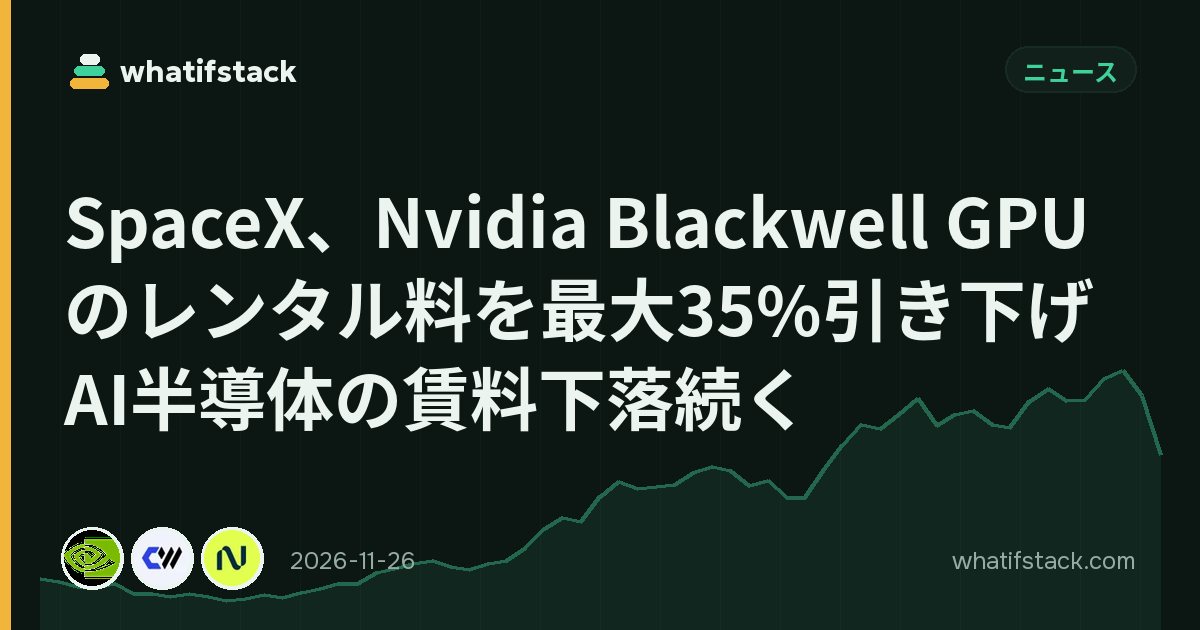 whatifstack
ニュース
SpaceX、Nvidia Blackwell GPU
のレンタル料を最大35%引き下げ
AI半導体の賃料下落続く
2026-11-26
whatifstack.com